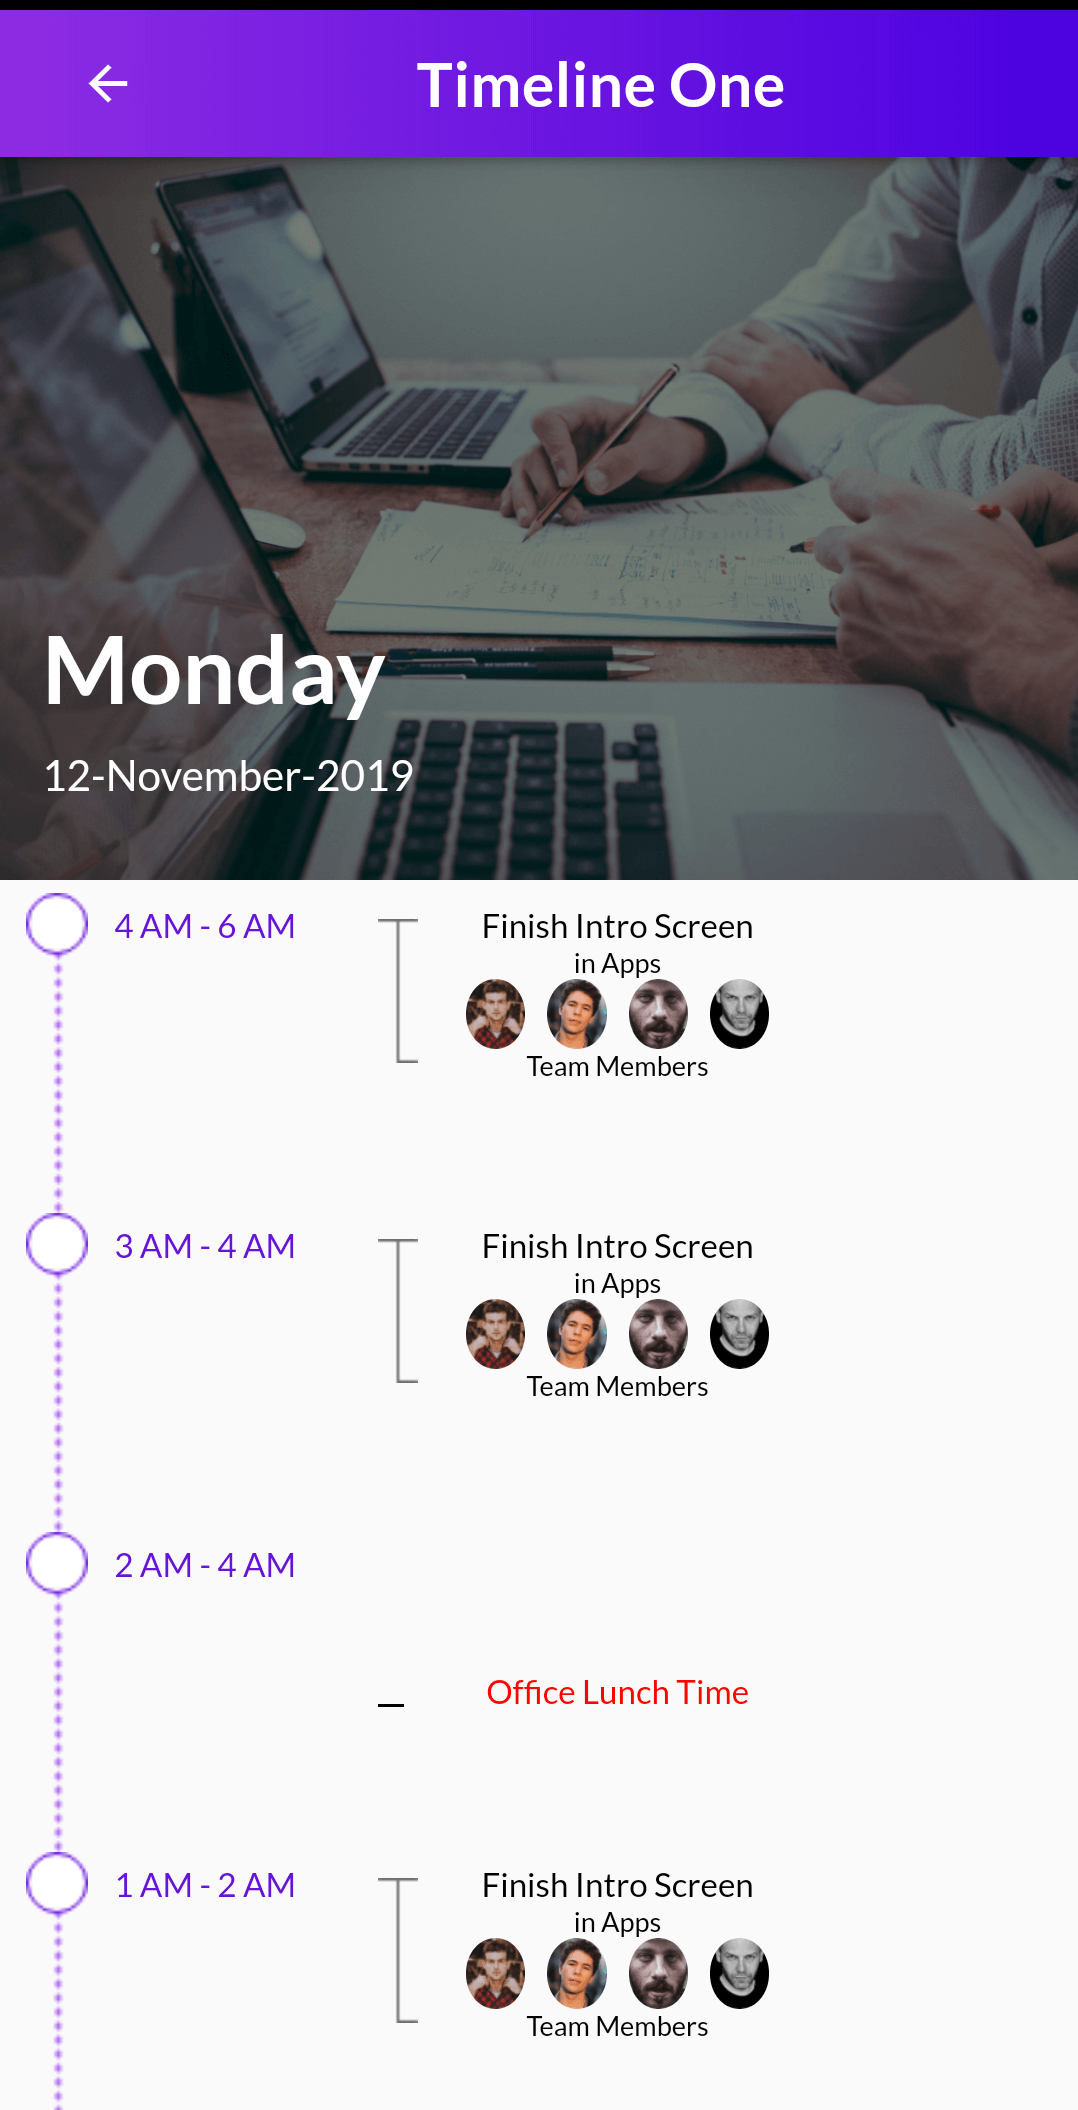 Timeline One
Monday
12-November-2019
4 AM - 6 AM
Finish Intro Screen
in Apps
Team Members
3 AM - 4 AM
Finish Intro Screen
in Apps
Team Members
2 AM - 4 AM
Office Lunch Time
1 AM - 2 AM
Finish Intro Screen
in Apps
Team Members